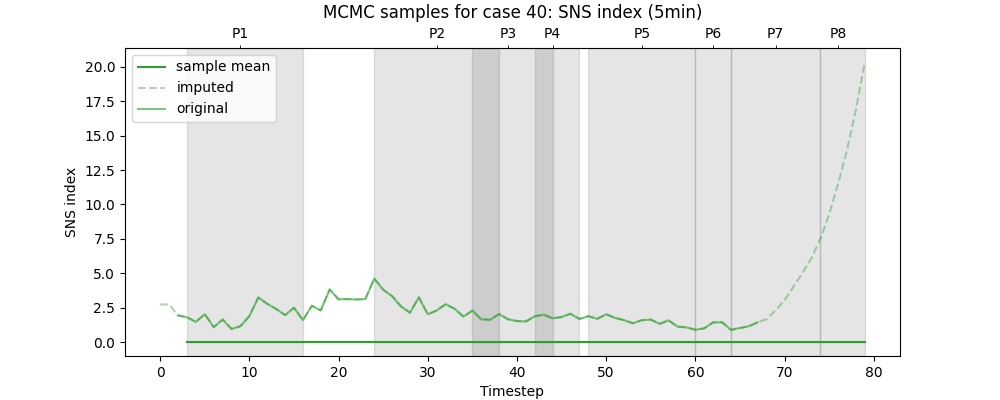 MCMC samples for case 40: SNS index (5min)
P1 P2 P3 P4 P5 P6 P7 P8
sample mean
imputed
original
20.0
17.5
15.0
12.5
10.0
7.5
5.0
2.5
0.0
SNS index
0 10 20 30 40 50 60 70 80
Timestep